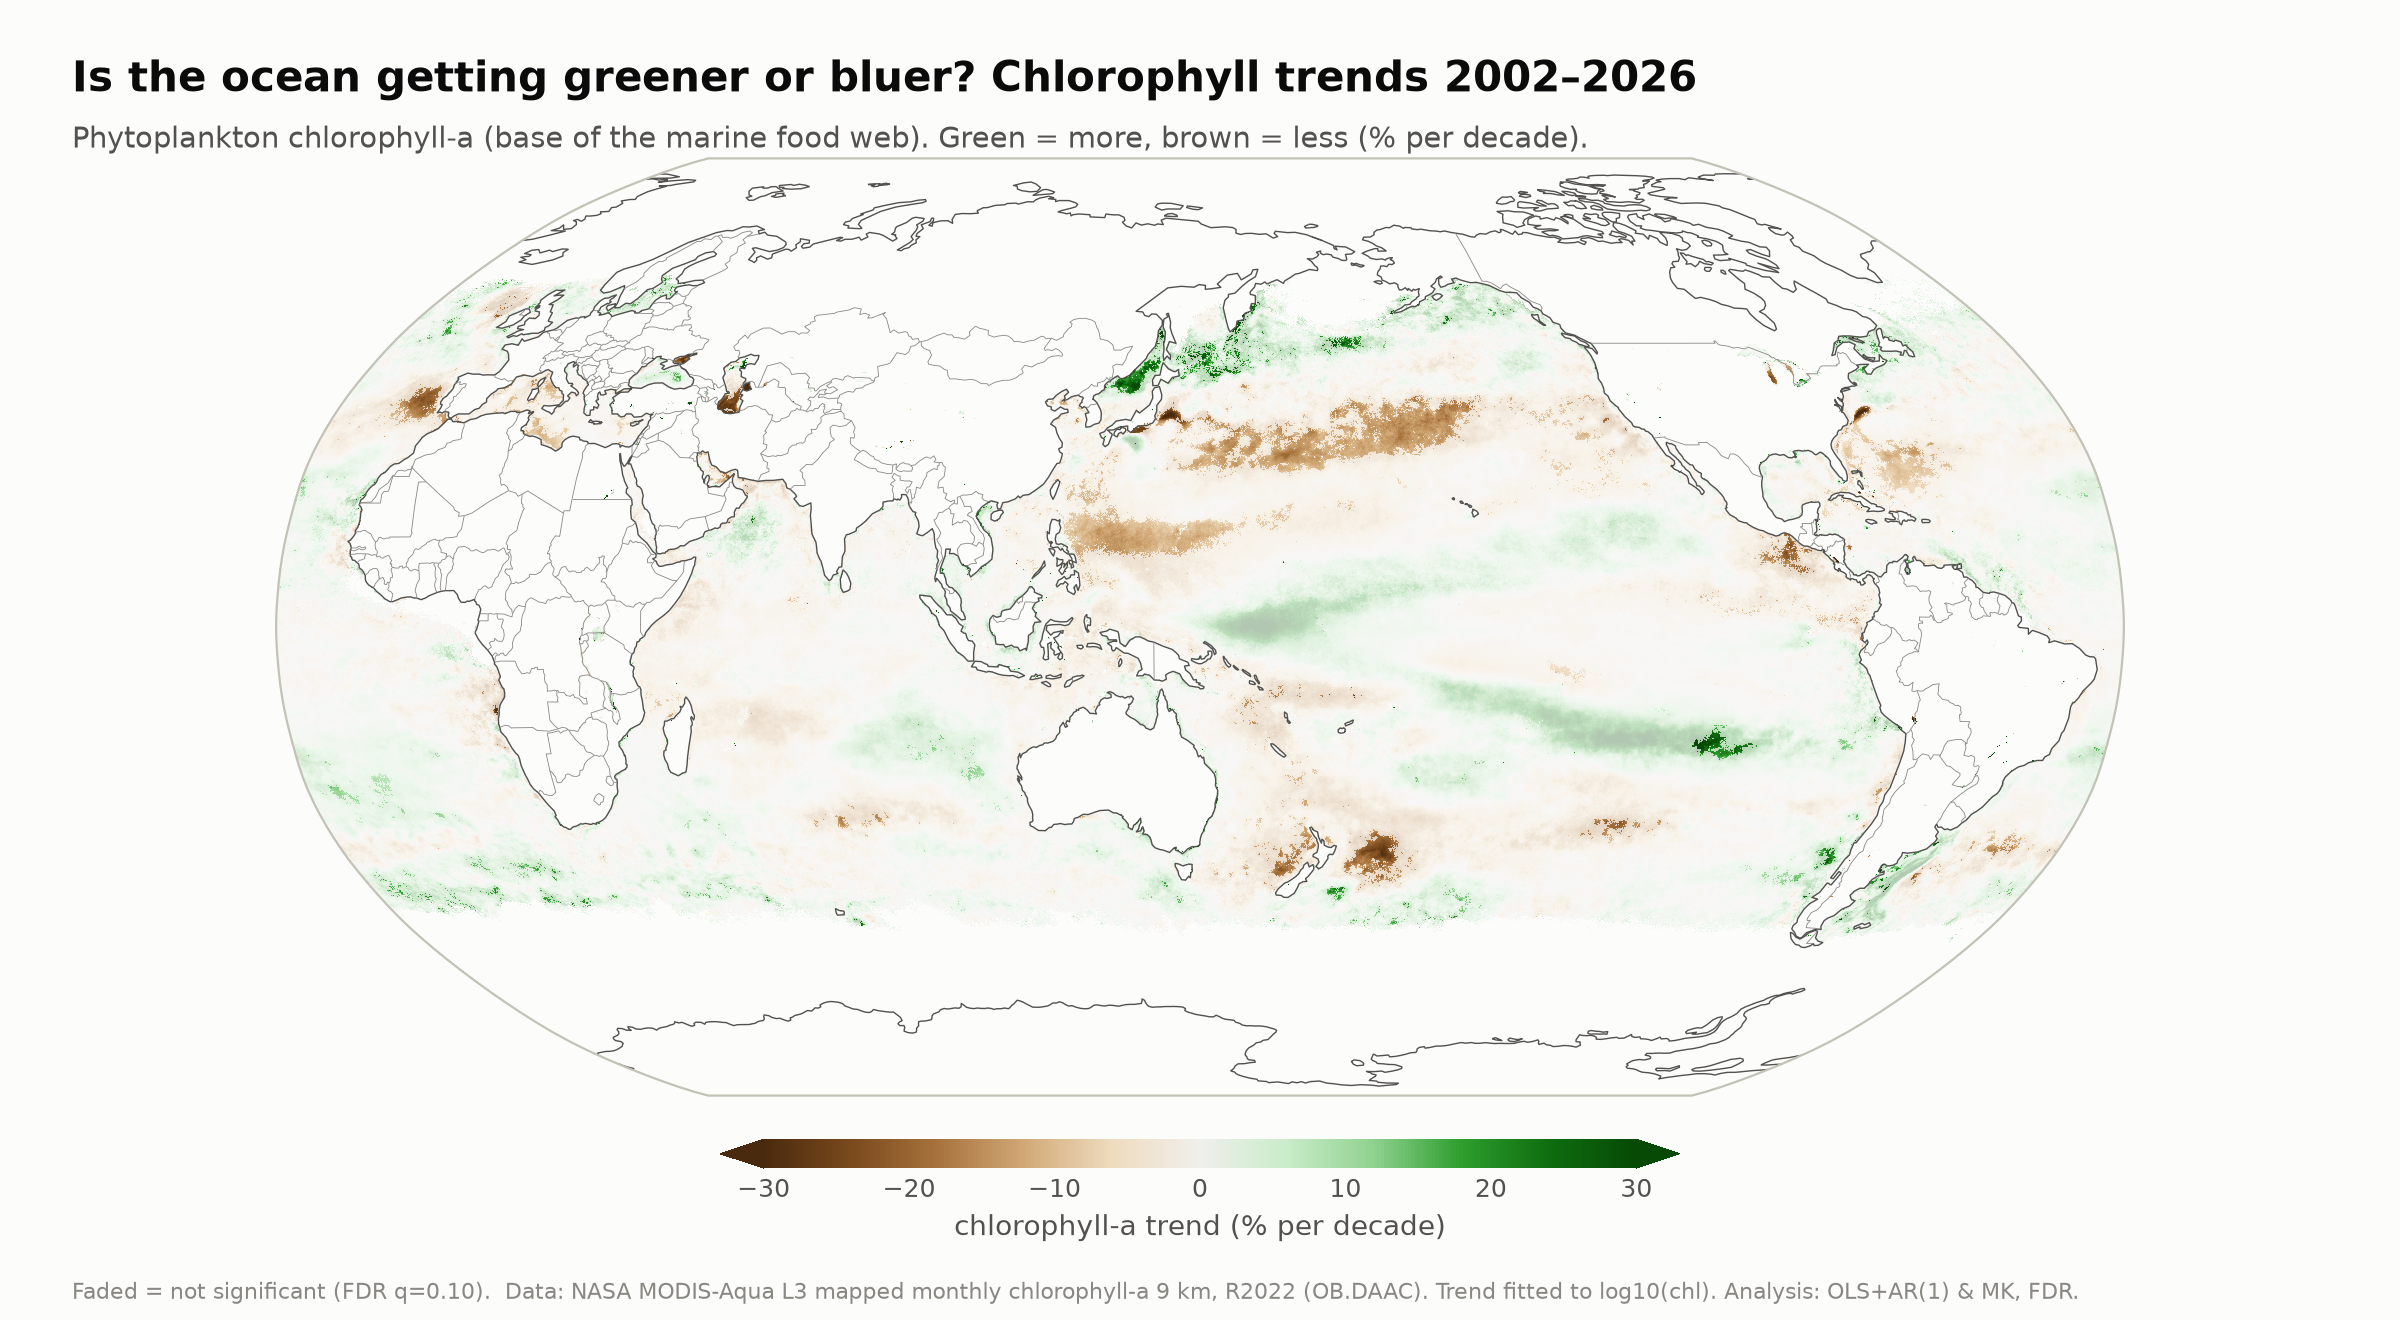 Is the ocean getting greener or bluer? Chlorophyll trends 2002–2026
Phytoplankton chlorophyll-a (base of the marine food web). Green = more, brown = less (% per decade).
−30 −20 −10 0 10 20 30
chlorophyll-a trend (% per decade)
Faded = not significant (FDR q=0.10).  Data: NASA MODIS-Aqua L3 mapped monthly chlorophyll-a 9 km, R2022 (OB.DAAC). Trend fitted to log10(chl). Analysis: OLS+AR(1) & MK, FDR.